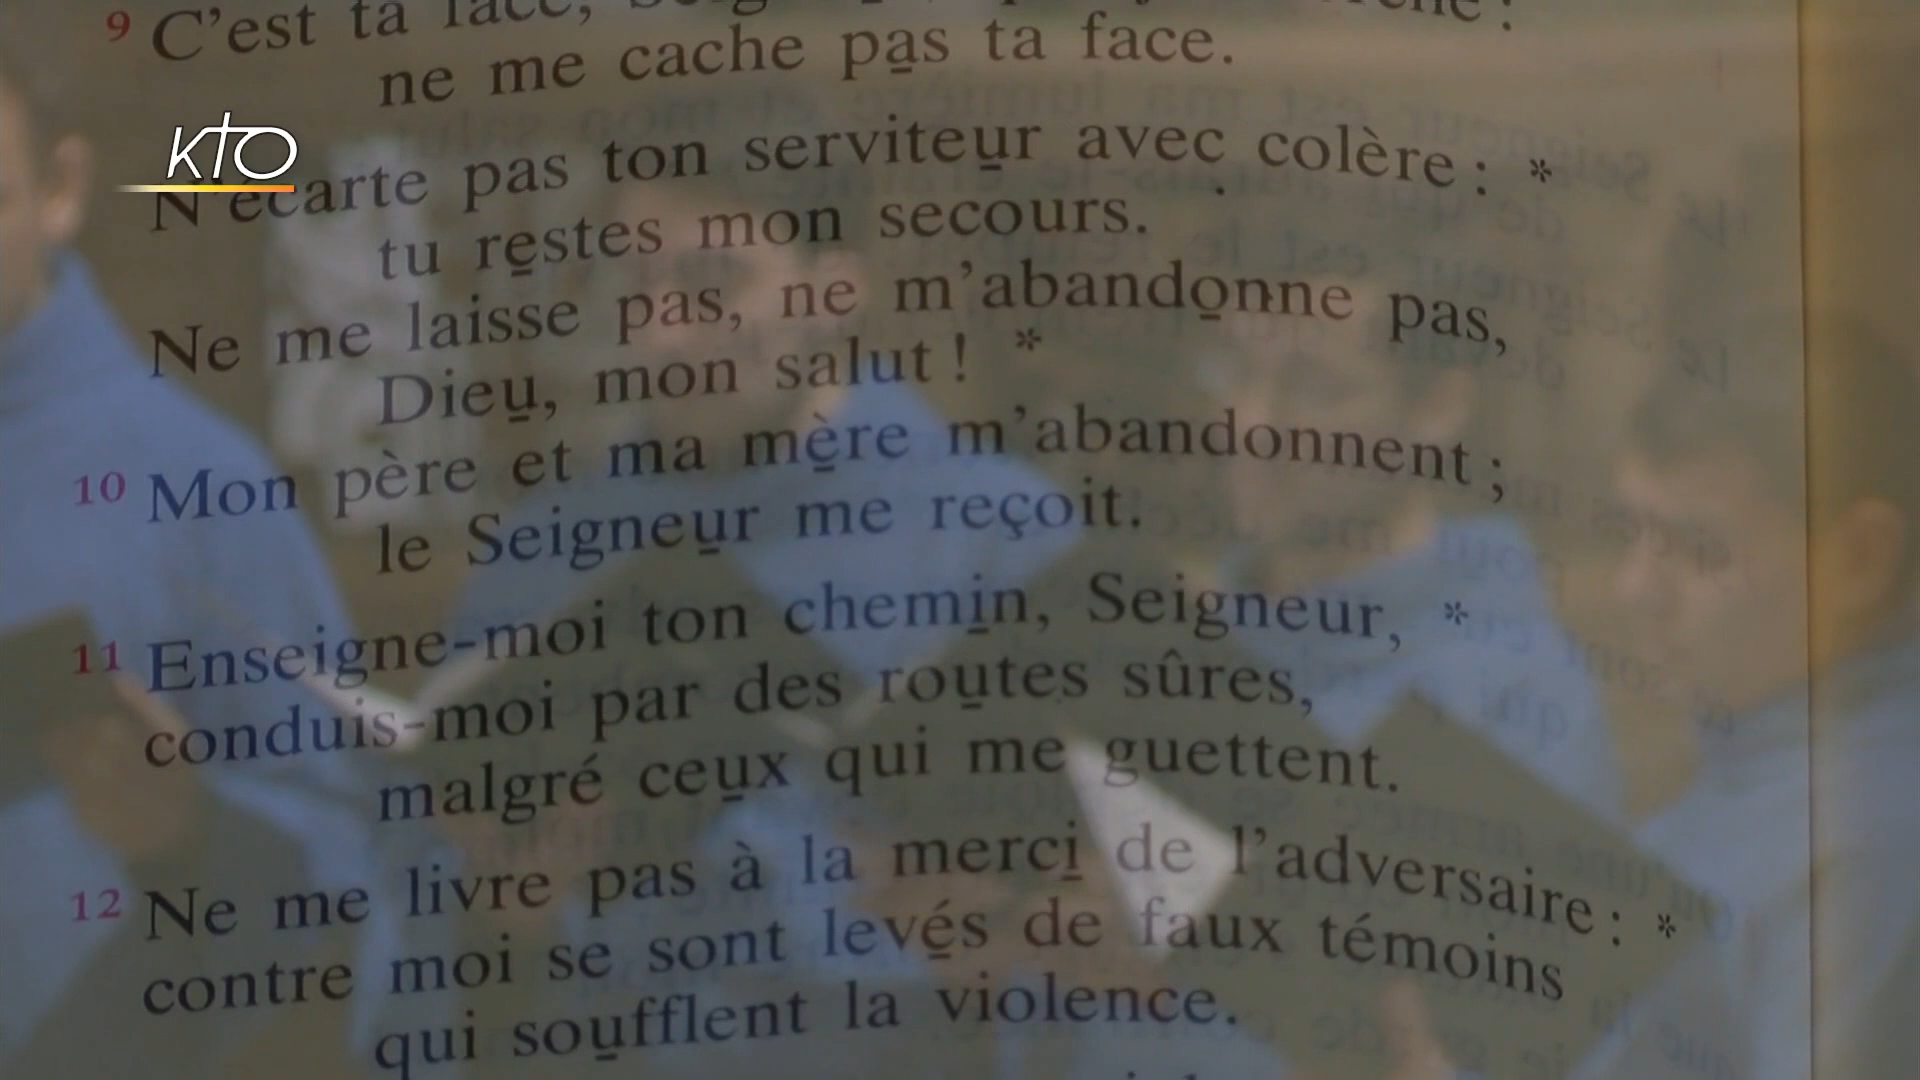 9 C'est ta face,
ne me cache pas ta face.
KTO
N'écarte pas ton serviteur avec colère : *
tu restes mon secours.
Ne me laisse pas, ne m'abandonne pas,
Dieu, mon salut ! *
10 Mon père et ma mère m'abandonnent ;
le Seigneur me reçoit.
11 Enseigne-moi ton chemin, Seigneur, *
conduis-moi par des routes sûres,
malgré ceux qui me guettent.
12 Ne me livre pas à la merci de l'adversaire : *
contre moi se sont levés de faux témoins
qui soufflent la violence.